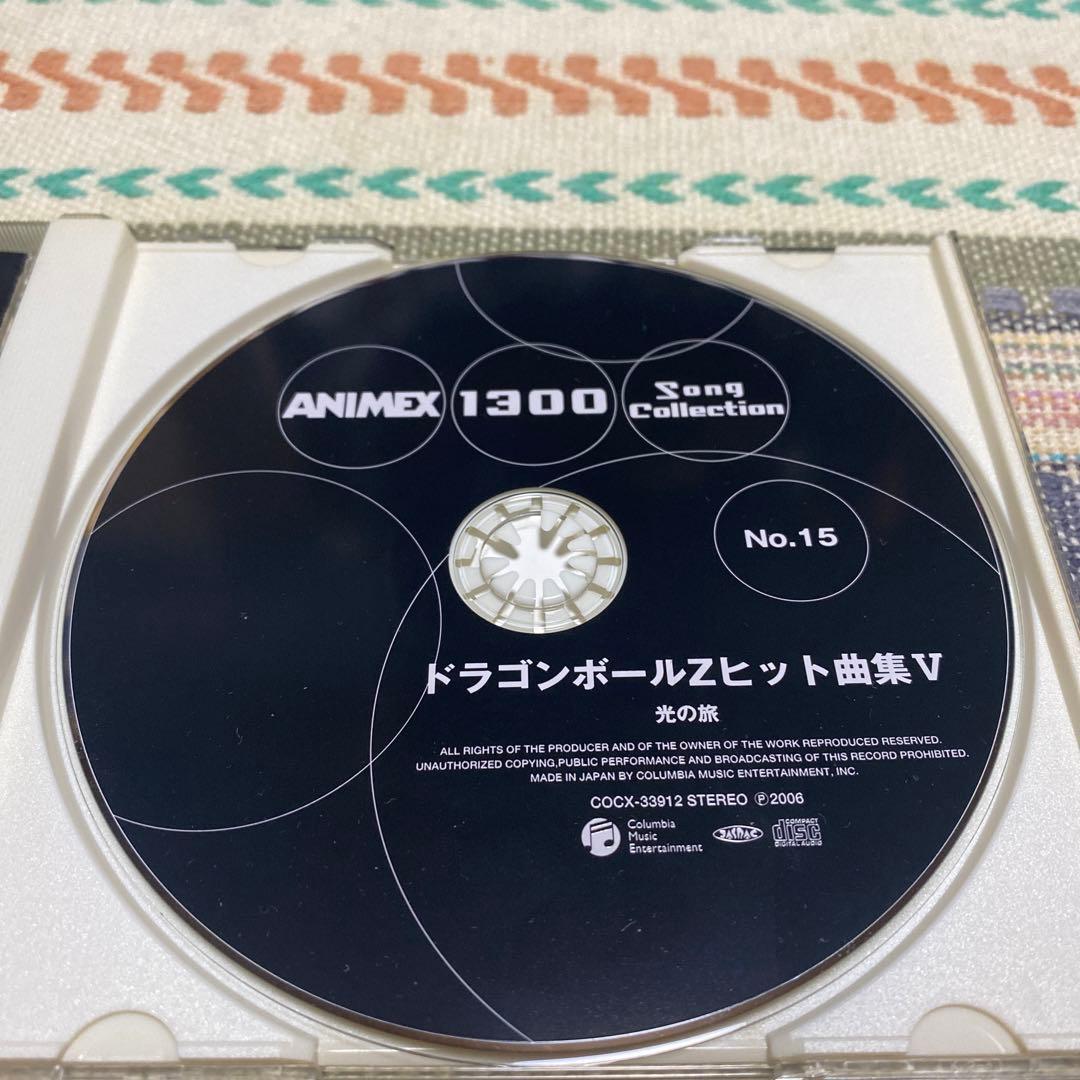 ANIMEX 1300 Song Collection
No.15
ドラゴンボールZヒット曲集V
光の旅
ALL RIGHTS OF THE PRODUCER AND OF THE OWNER OF THE WORK REPRODUCED RESERVED.
UNAUTHORIZED COPYING,PUBLIC PERFORMANCE AND BROADCASTING OF THIS RECORD PROHIBITED.
MADE IN JAPAN BY COLUMBIA MUSIC ENTERTAINMENT, INC.
COCX-33912 STEREO Ⓟ2006
Columbia
Music
Entertainment
JASRAC
COMPACT
disc
DIGITAL AUDIO